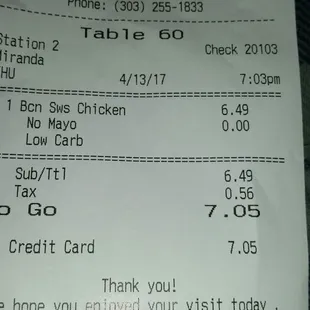 Phone: (303) 255-1833
Table 60
Station 2 Check 20103
Miranda
THU 4/13/17 7:03pm
1 Bcn Sws Chicken 6.49
No Mayo 0.00
Low Carb
Sub/Ttl 6.49
Tax 0.56
o Go 7.05
Credit Card 7.05
Thank you!
e hope you enjoyed your visit today .